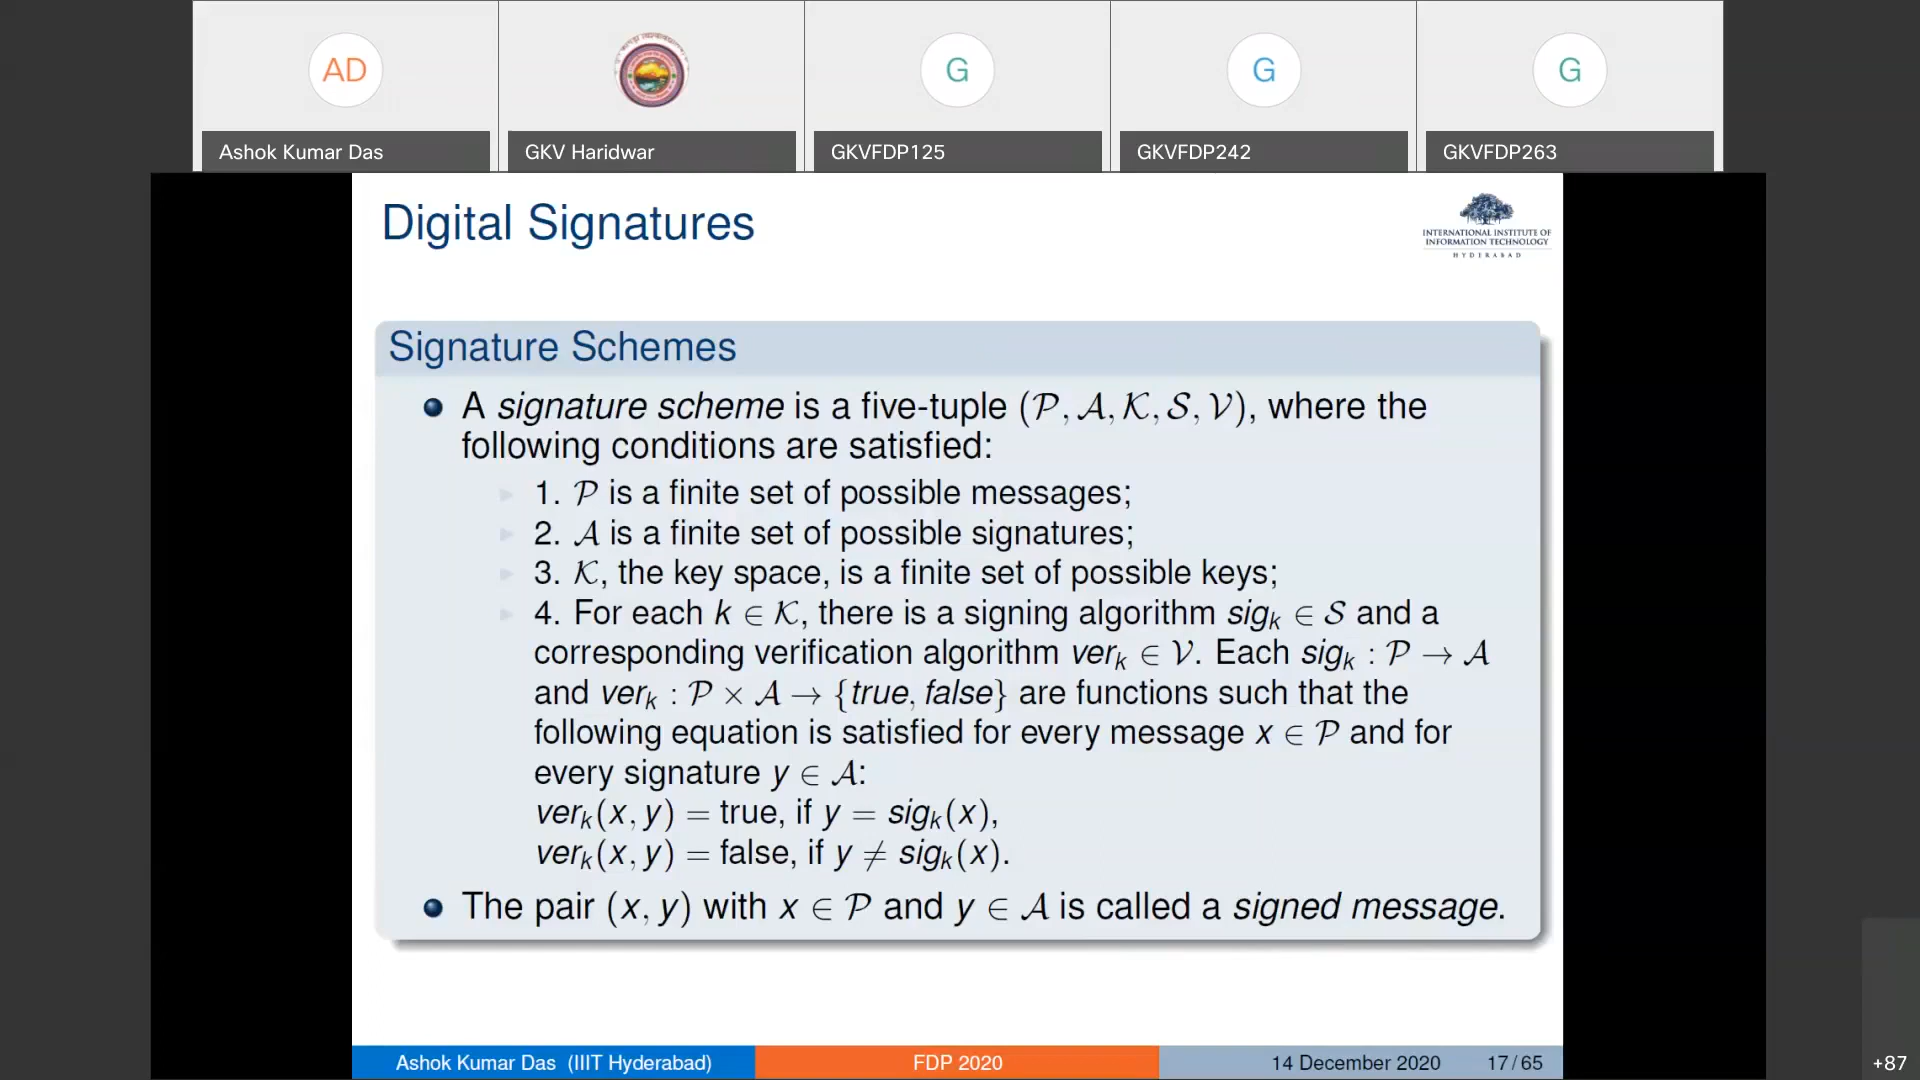 AD
G
G
G
Ashok Kumar Das
GKV Haridwar
GKVFDP125
GKVFDP242
GKVFDP263
Digital Signatures
INTERNATIONAL INSTITUTE OF
INFORMATION TECHNOLOGY
HYDERABAD
Signature Schemes
A signature scheme is a five-tuple (𝒫, 𝒜, 𝒦, 𝒮, 𝒱), where the
following conditions are satisfied:
1. 𝒫 is a finite set of possible messages;
2. 𝒜 is a finite set of possible signatures;
3. 𝒦, the key space, is a finite set of possible keys;
4. For each k ∈ 𝒦, there is a signing algorithm sigₖ ∈ 𝒮 and a
corresponding verification algorithm verₖ ∈ 𝒱. Each sigₖ : 𝒫 → 𝒜
and verₖ : 𝒫 × 𝒜 → {true, false} are functions such that the
following equation is satisfied for every message x ∈ 𝒫 and for
every signature y ∈ 𝒜:
verₖ(x, y) = true, if y = sigₖ(x),
verₖ(x, y) = false, if y ≠ sigₖ(x).
The pair (x, y) with x ∈ 𝒫 and y ∈ 𝒜 is called a signed message.
Ashok Kumar Das (IIIT Hyderabad)
FDP 2020
14 December 2020
17 / 65
+87